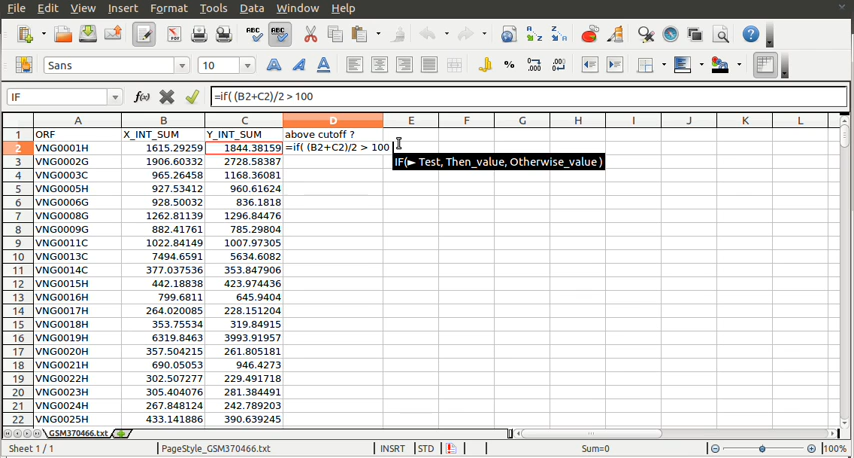 File Edit View Insert Format Tools Data Window Help
PDF ABC ABC
Sans 10 A A A % .000 .000
IF f(x) =if( (B2+C2)/2 > 100
A B C D E F G H I J K L
1 ORF X_INT_SUM Y_INT_SUM above cutoff ?
2 VNG0001H 1615.29259 1844.38159 =if( (B2+C2)/2 > 100
3 VNG0002G 1906.60332 2728.58387 IF(► Test, Then_value, Otherwise_value )
4 VNG0003C 965.26458 1168.36081
5 VNG0005H 927.53412 960.61624
6 VNG0006G 928.50032 836.1818
7 VNG0008G 1262.81139 1296.84476
8 VNG0009G 882.41766 785.29804
9 VNG0011C 1022.84149 1007.97305
10 VNG0013C 7494.6591 5634.6082
11 VNG0014C 377.037536 353.847906
12 VNG0015H 442.18838 423.974436
13 VNG0016H 799.6811 645.9404
14 VNG0017H 264.020085 228.151204
15 VNG0018H 353.75534 319.84915
16 VNG0019H 6319.8463 3993.91957
17 VNG0020H 357.504215 261.805181
18 VNG0021H 690.05053 946.4273
19 VNG0022H 302.507277 229.491718
20 VNG0023H 305.404076 281.384491
21 VNG0024H 267.848124 242.789203
22 VNG0025H 433.141886 390.639245
GSM370466.txt
Sheet 1 / 1 PageStyle_GSM370466.txt INSRT STD Sum=0 100%